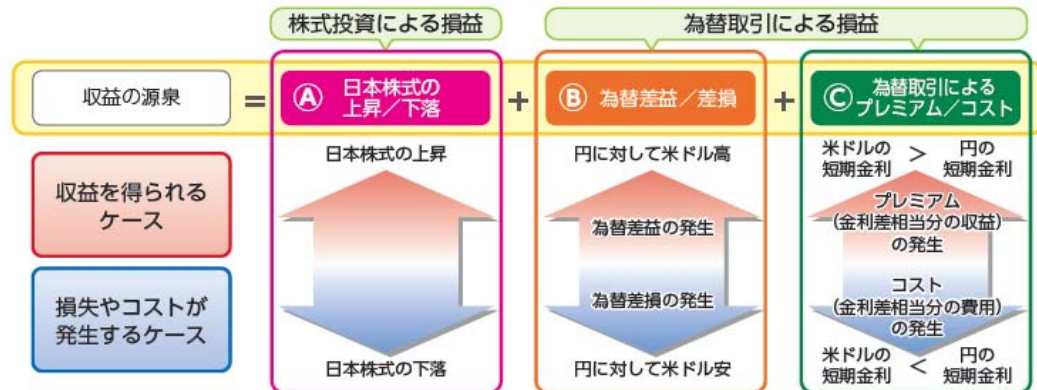 株式投資による損益
為替取引による損益
収益の源泉
=
Ⓐ 日本株式の
上昇/下落
+
Ⓑ 為替差益/差損
+
Ⓒ 為替取引による
プレミアム/コスト
収益を得られる
ケース
損失やコストが
発生するケース
日本株式の上昇
日本株式の下落
円に対して米ドル高
為替差益の発生
為替差損の発生
円に対して米ドル安
米ドルの 円の
短期金利 > 短期金利
プレミアム
(金利差相当分の収益)
の発生
コスト
(金利差相当分の費用)
の発生
米ドルの 円の
短期金利 < 短期金利